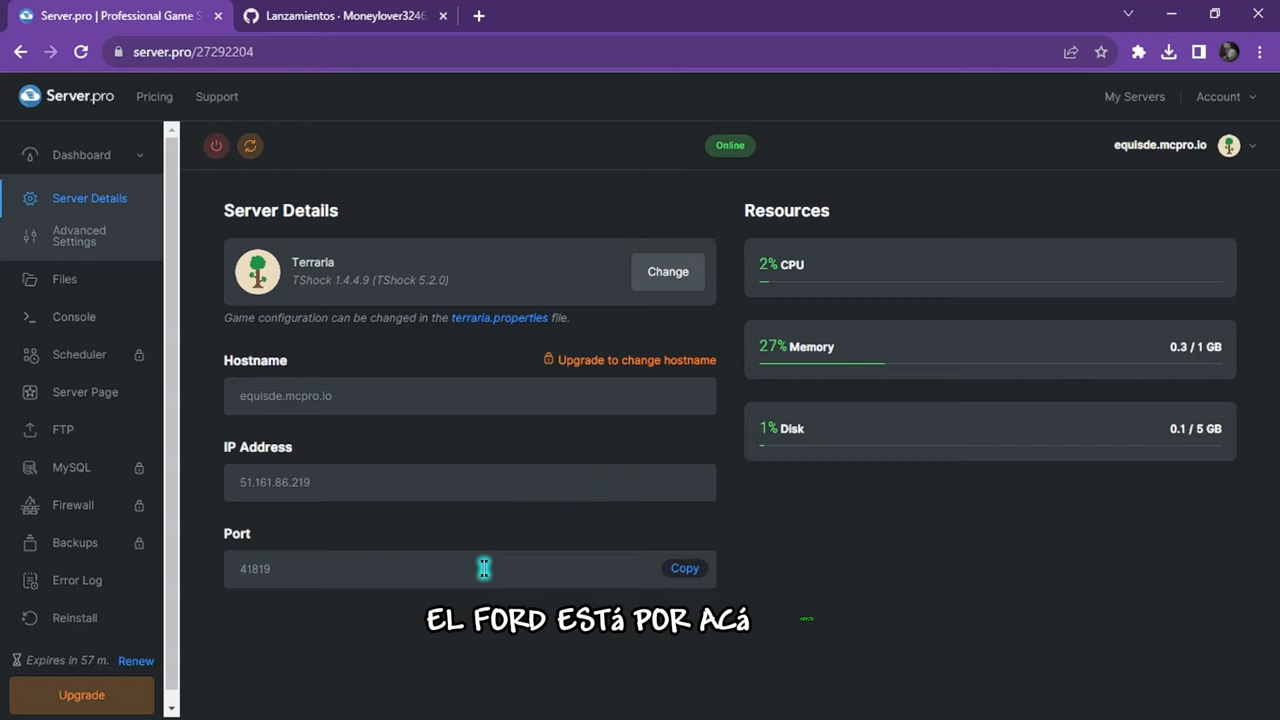 Server.pro | Professional Game S
Lanzamientos · Moneylover3246
server.pro/27292204
Server.pro
Pricing
Support
My Servers
Account
Dashboard
Online
equisde.mcpro.io
Server Details
Advanced
Settings
Files
Console
Scheduler
Server Page
FTP
MySQL
Firewall
Backups
Error Log
Reinstall
Expires in 57 m. Renew
Upgrade
Server Details
Terraria
TShock 1.4.4.9 (TShock 5.2.0)
Change
Game configuration can be changed in the terraria.properties file.
Hostname
Upgrade to change hostname
equisde.mcpro.io
IP Address
51.161.86.219
Port
41819
Copy
Resources
2% CPU
27% Memory
0.3 / 1 GB
1% Disk
0.1 / 5 GB
EL FORD ESTá POR ACá